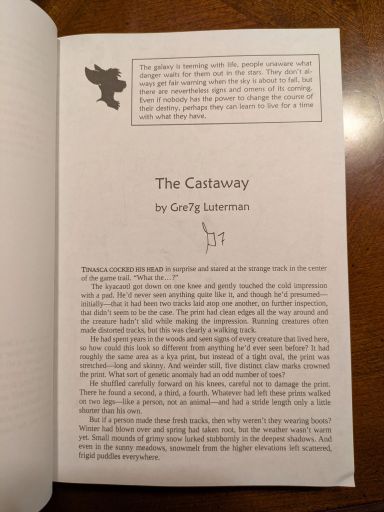 The galaxy is teeming with life, people unaware what
danger waits for them out in the stars. They don't al-
ways get fair warning when the sky is about to fall, but
there are nevertheless signs and omens of its coming.
Even if nobody has the power to change the course of
their destiny, perhaps they can learn to live for a time
with what they have.
The Castaway
by Gre7g Luterman
TINASCA COCKED HIS HEAD in surprise and stared at the strange track in the center
of the game trail. “What the…?”
The kyacauti got down on one knee and gently touched the cold impression
with a pad. He’d never seen anything quite like it, and though he’d presumed—
initially—that it had been two tracks laid atop one another, on further inspection,
that didn’t seem to be the case. The print had clean edges all the way around and
the creature hadn’t slid while making the impression. Running creatures often
made distorted tracks, but this was clearly a walking track.
He had spent years in the woods and seen signs of every creature that lived here,
so how could this look so different from anything he’d ever seen before? It had
roughly the same area as a kya print, but instead of a tight oval, the print was
stretched—long and skinny. And weirder still, five distinct claw marks crowned
the print. What sort of genetic anomaly had an odd number of toes?
He shuffled carefully forward on his knees, careful not to damage the print.
There he found a second, a third, a fourth. Whatever had left these prints walked
on two legs—like a person, not an animal—and had a stride length only a little
shorter than his own.
But if a person made these fresh tracks, then why weren’t they wearing boots?
Winter had blown over and spring had taken root, but the weather wasn’t warm
yet. Small mounds of grimy snow lurked stubbornly in the deepest shadows. And
even in the sunny meadows, snowmelt from the higher elevations left scattered,
frigid puddles everywhere.